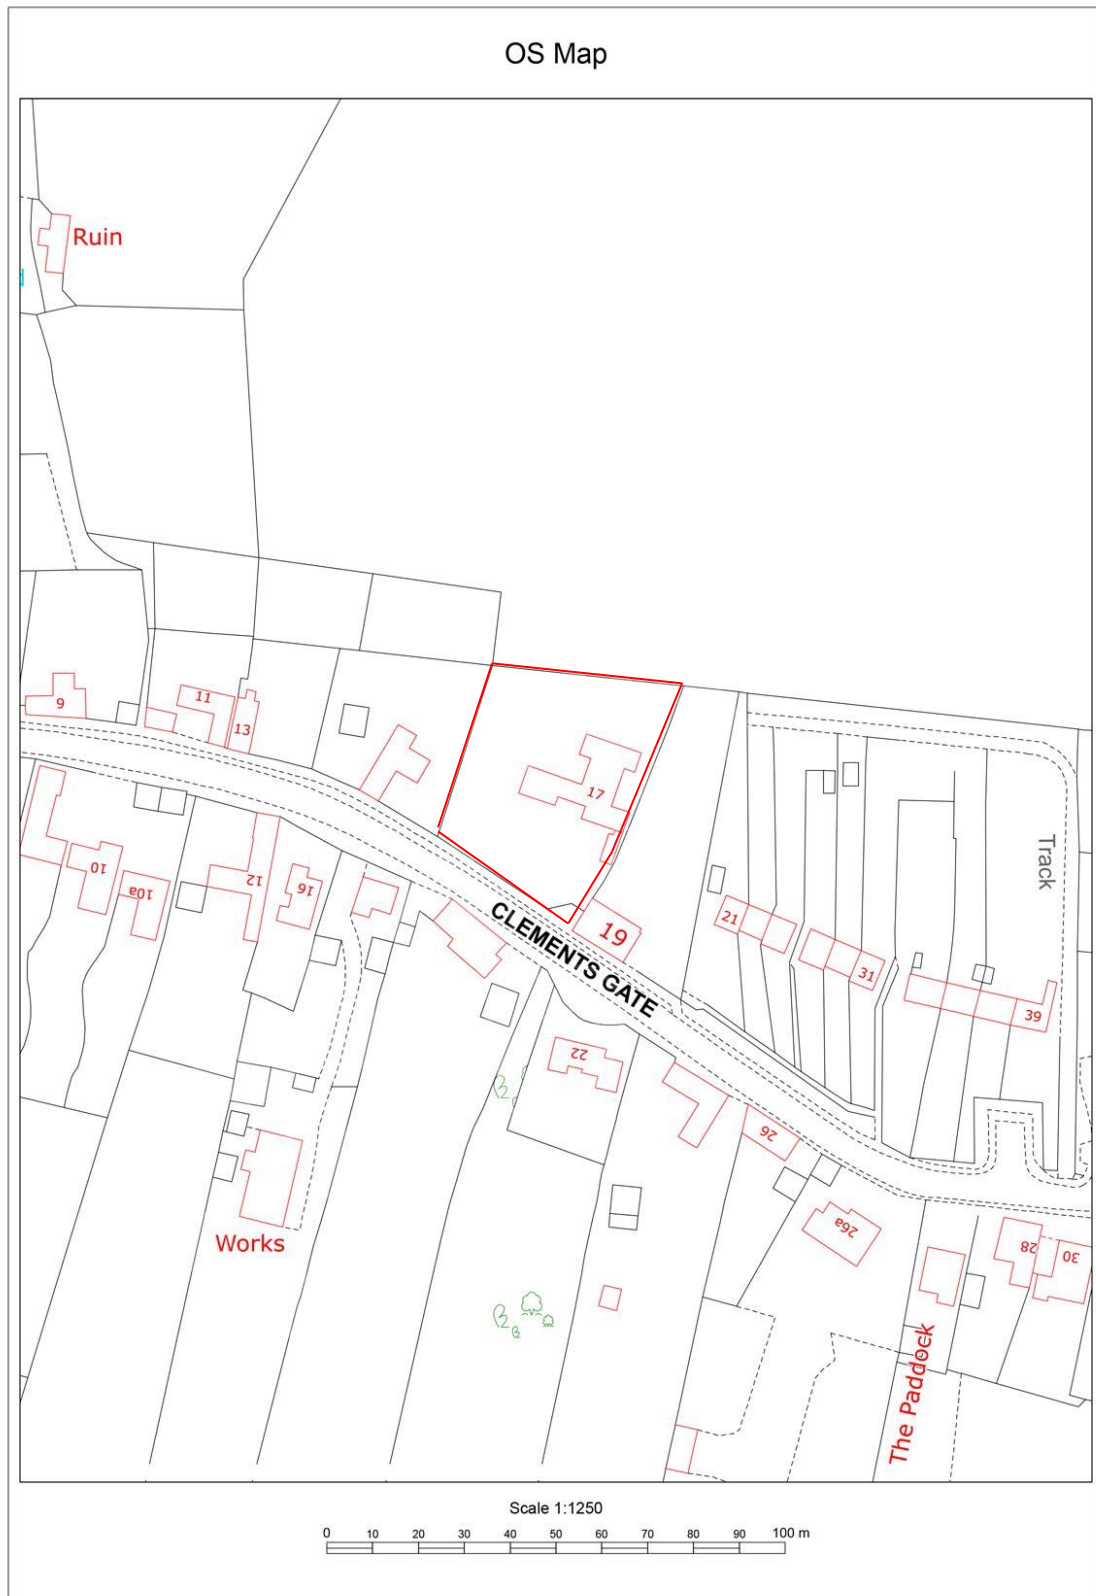 OS Map
Ruin
9
11
13
17
10
10a
12
16
19
CLEMENTS GATE
21
31
39
Track
22
26
26a
Works
28
30
The Paddock
Scale 1:1250
0 10 20 30 40 50 60 70 80 90 100 m